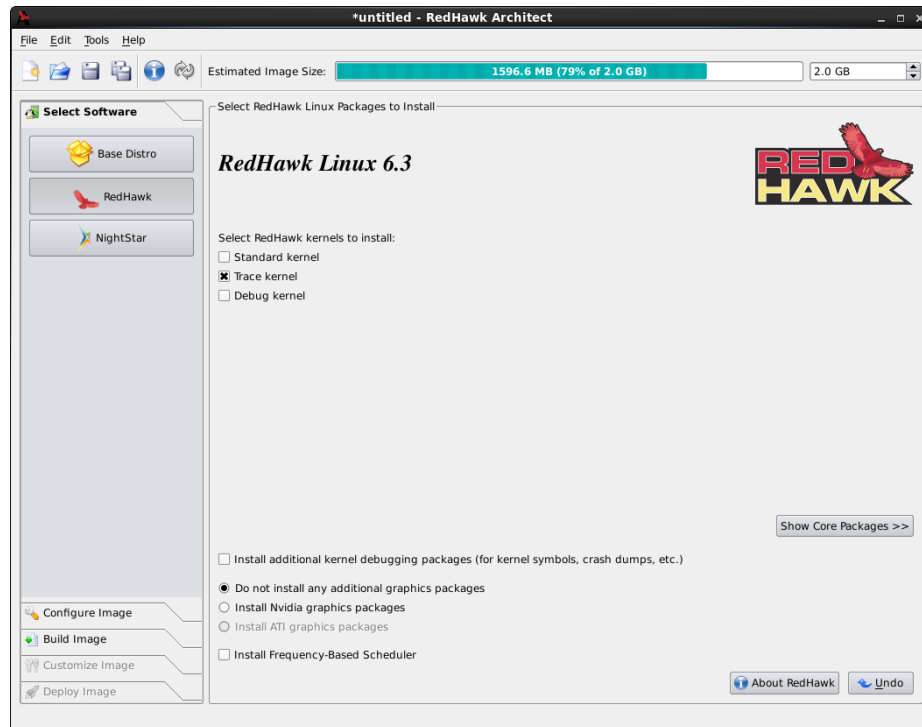 *untitled - RedHawk Architect
File Edit Tools Help
Estimated Image Size: 1596.6 MB (79% of 2.0 GB) 2.0 GB
Select Software
Base Distro
RedHawk
NightStar
Configure Image
Build Image
Customize Image
Deploy Image
Select RedHawk Linux Packages to Install
RedHawk Linux 6.3
RED
HAWK
Select RedHawk kernels to install:
Standard kernel
Trace kernel
Debug kernel
Show Core Packages >>
Install additional kernel debugging packages (for kernel symbols, crash dumps, etc.)
Do not install any additional graphics packages
Install Nvidia graphics packages
Install ATI graphics packages
Install Frequency-Based Scheduler
About RedHawk Undo